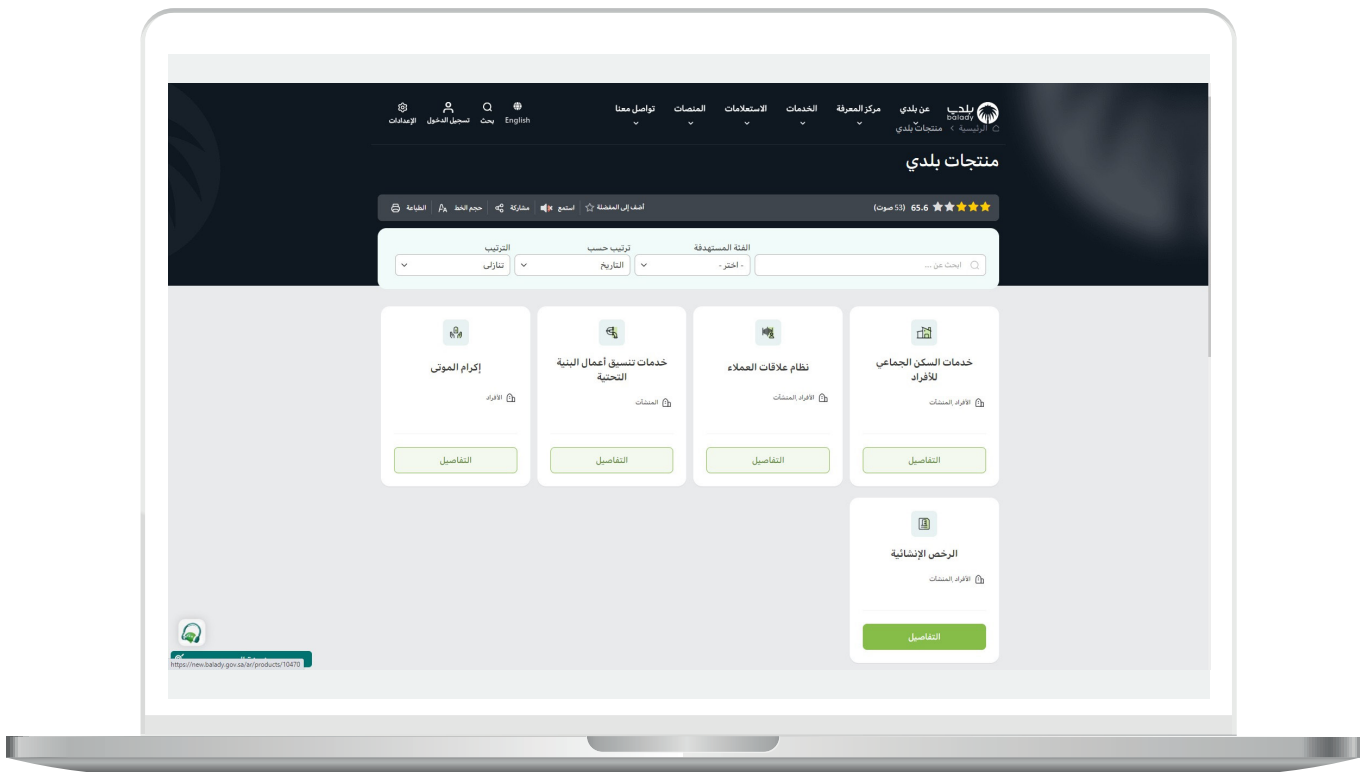 بلدي
balady
عن بلدي
مركز المعرفة
الخدمات
الاستعلامات
المنصات
تواصل معنا
English
بحث
تسجيل الدخول
الإعدادات
الرئيسية > منتجات بلدي
منتجات بلدي
65.6 (53 صوت)
أضف إلى المفضلة
استمع
مشاركة
حجم الخط
الطباعة
الفئة المستهدفة
ترتيب حسب
الترتيب
ابحث عن ...
- اختر -
التاريخ
تنازلي
خدمات السكن الجماعي
للأفراد
الأفراد,المنشآت
التفاصيل
نظام علاقات العملاء
الأفراد,المنشآت
التفاصيل
خدمات تنسيق أعمال البنية
التحتية
المنشآت
التفاصيل
إكرام الموتى
الأفراد
التفاصيل
الرخص الإنشائية
الأفراد,المنشآت
التفاصيل
https://new.balady.gov.sa/ar/products/10470